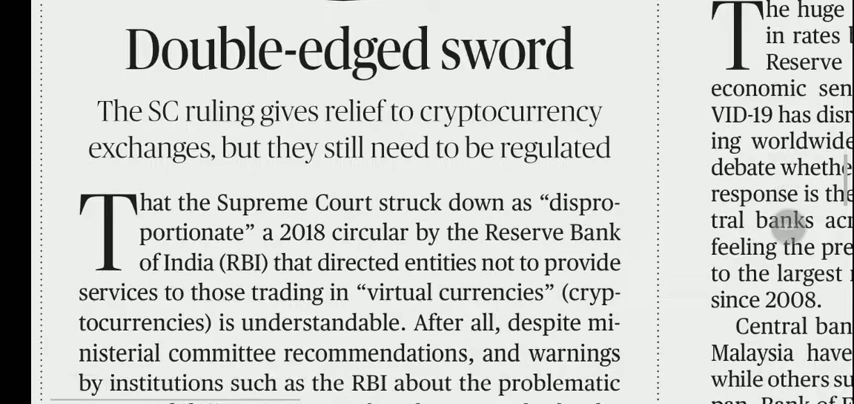 Double-edged sword
The SC ruling gives relief to cryptocurrency
exchanges, but they still need to be regulated
That the Supreme Court struck down as “dispro-
portionate” a 2018 circular by the Reserve Bank
of India (RBI) that directed entities not to provide
services to those trading in “virtual currencies” (cryp-
tocurrencies) is understandable. After all, despite mi-
nisterial committee recommendations, and warnings
by institutions such as the RBI about the problematic
The huge
in rates
Reserve
economic sen
VID-19 has disr
ing worldwide
debate whethe
response is the
tral banks acr
feeling the pre
to the largest
since 2008.
Central ban
Malaysia have
while others su
pan, Bank of E